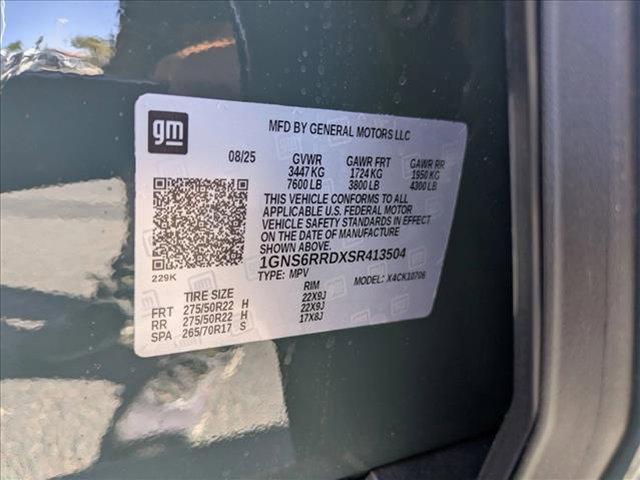 gm
MFD BY GENERAL MOTORS LLC
08/25 GVWR GAWR FRT GAWR RR
3447 KG 1724 KG 1950 KG
7600 LB 3800 LB 4300 LB
THIS VEHICLE CONFORMS TO ALL
APPLICABLE U.S. FEDERAL MOTOR
VEHICLE SAFETY STANDARDS IN EFFECT
ON THE DATE OF MANUFACTURE
SHOWN ABOVE.
1GNS6RRDXSR413504
229K TYPE: MPV MODEL: X4CK10706
TIRE SIZE RIM
FRT 275/50R22 H 22X9J
RR 275/50R22 H 22X9J
SPA 265/70R17 S 17X8J